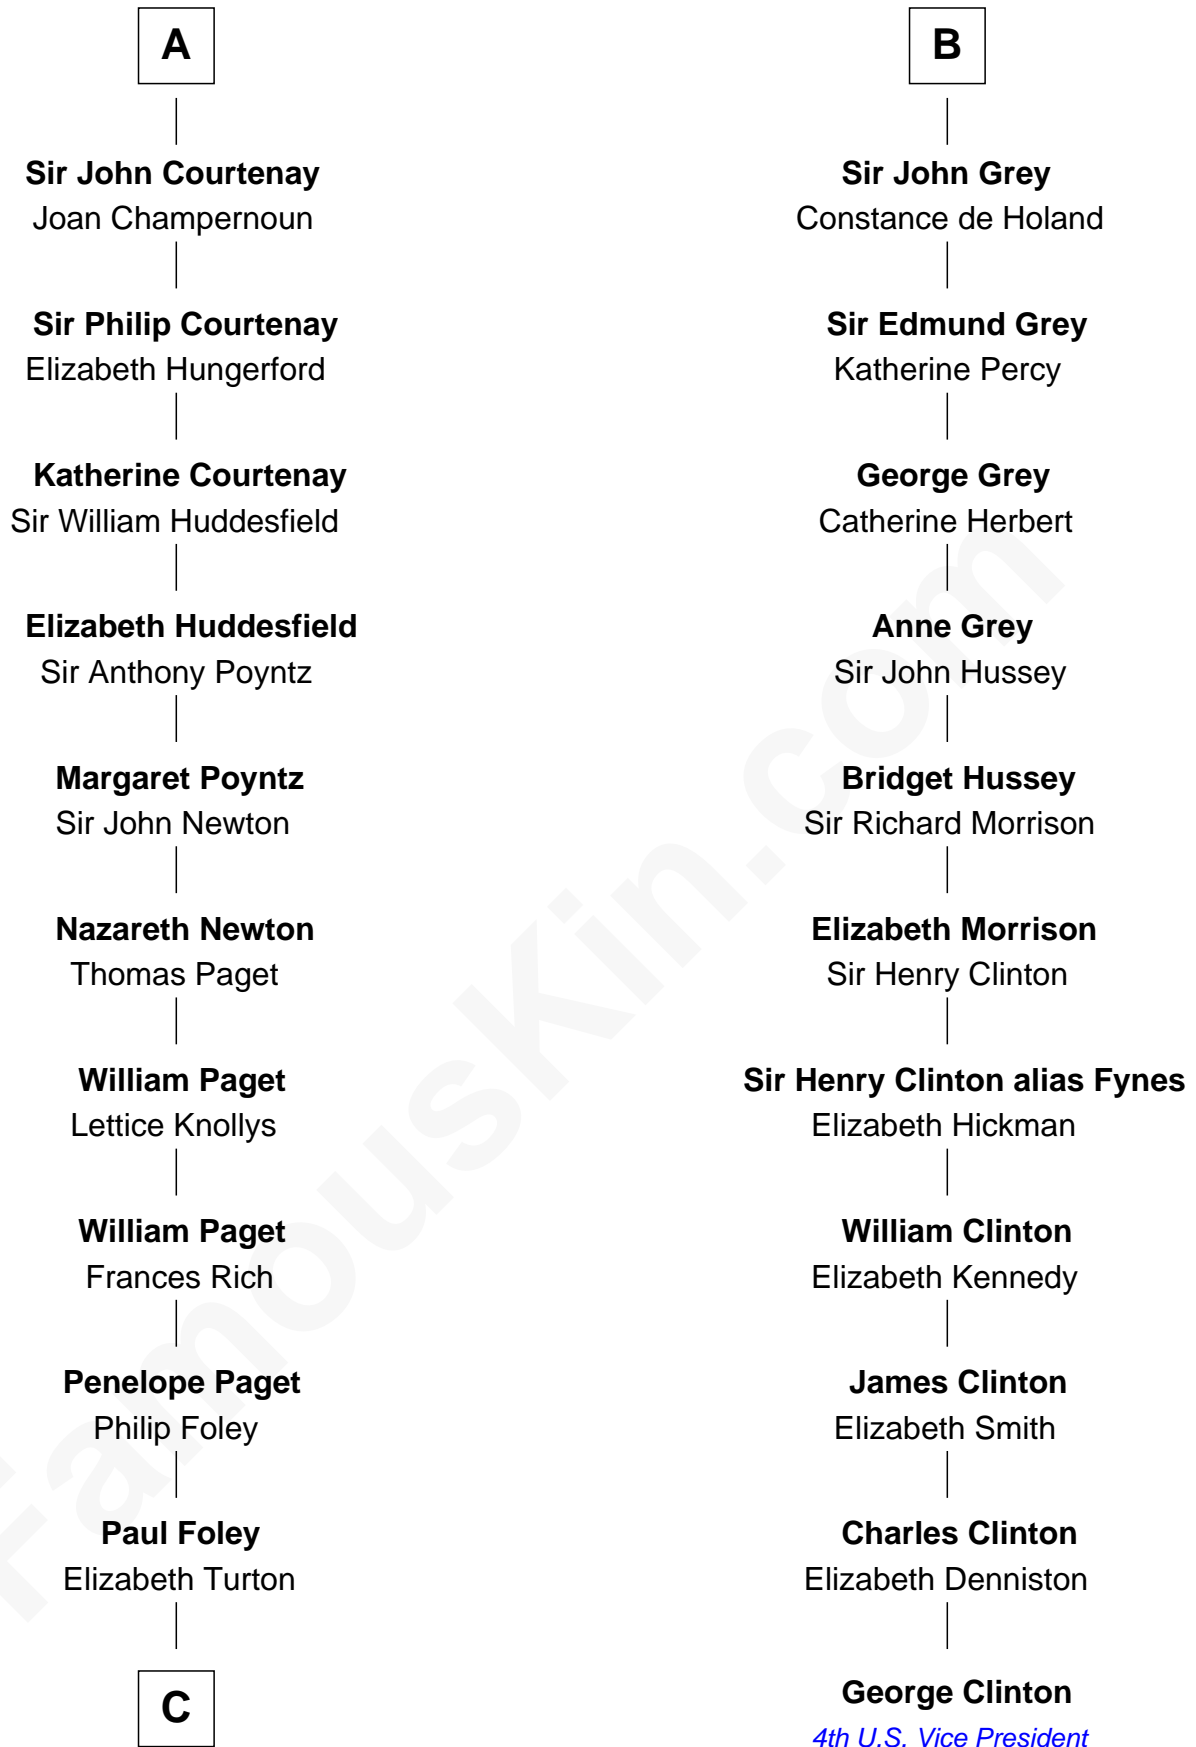 A
Sir John Courtenay
Joan Champernoun
Sir Philip Courtenay
Elizabeth Hungerford
Katherine Courtenay
Sir William Huddesfield
Elizabeth Huddesfield
Sir Anthony Poyntz
Margaret Poyntz
Sir John Newton
Nazareth Newton
Thomas Paget
William Paget
Lettice Knollys
William Paget
Frances Rich
Penelope Paget
Philip Foley
Paul Foley
Elizabeth Turton
C
B
Sir John Grey
Constance de Holand
Sir Edmund Grey
Katherine Percy
George Grey
Catherine Herbert
Anne Grey
Sir John Hussey
Bridget Hussey
Sir Richard Morrison
Elizabeth Morrison
Sir Henry Clinton
Sir Henry Clinton alias Fynes
Elizabeth Hickman
William Clinton
Elizabeth Kennedy
James Clinton
Elizabeth Smith
Charles Clinton
Elizabeth Denniston
George Clinton
4th U.S. Vice President
FamousKin.com